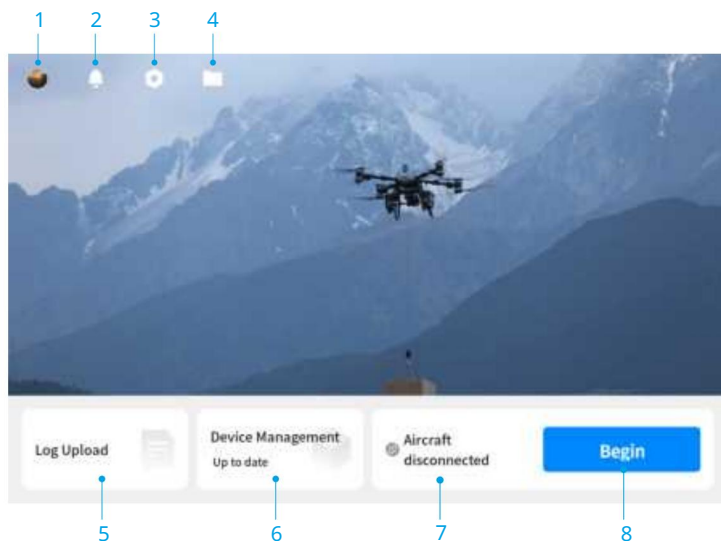 1 2 3 4
Log Upload
Device Management
Up to date
Aircraft
disconnected
Begin
5 6 7 8